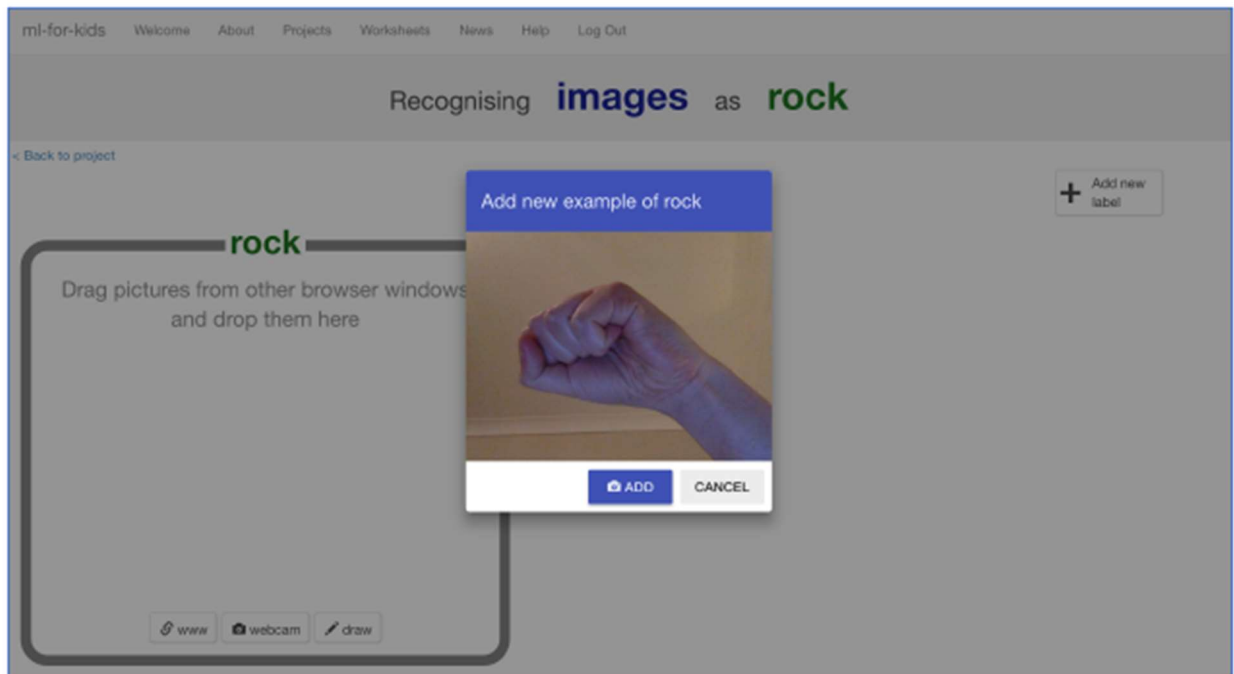 ml-for-kids Welcome About Projects Worksheets News Help Log Out
Recognising images as rock
< Back to project
Add new
label
Add new example of rock
rock
Drag pictures from other browser windows
and drop them here
ADD CANCEL
www webcam draw